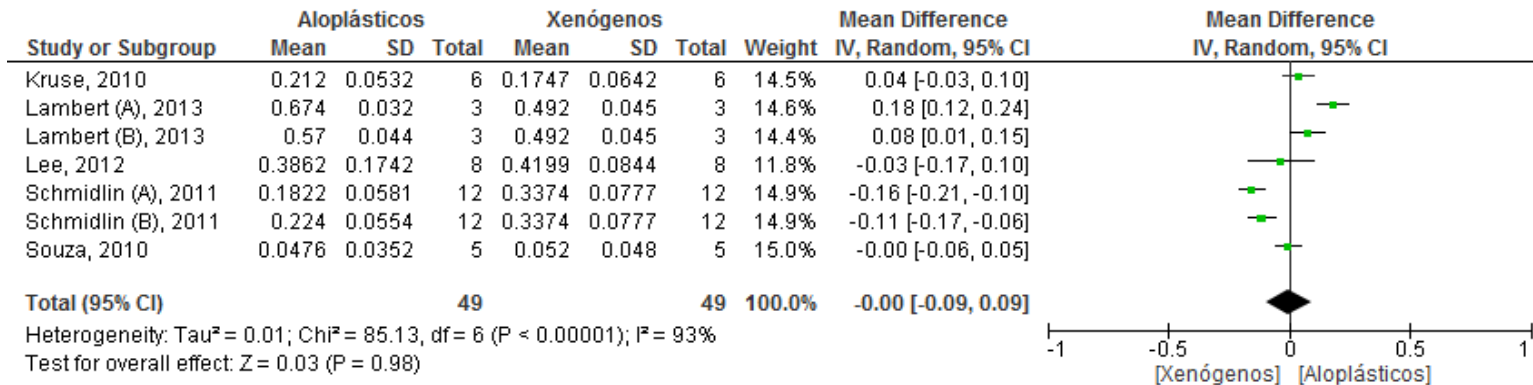 Aloplásticos Xenógenos Mean Difference Mean Difference
Study or Subgroup Mean SD Total Mean SD Total Weight IV, Random, 95% CI IV, Random, 95% CI
Kruse, 2010 0.212 0.0532 6 0.1747 0.0642 6 14.5% 0.04 [-0.03, 0.10]
Lambert (A), 2013 0.674 0.032 3 0.492 0.045 3 14.6% 0.18 [0.12, 0.24]
Lambert (B), 2013 0.57 0.044 3 0.492 0.045 3 14.4% 0.08 [0.01, 0.15]
Lee, 2012 0.3862 0.1742 8 0.4199 0.0844 8 11.8% -0.03 [-0.17, 0.10]
Schmidlin (A), 2011 0.1822 0.0581 12 0.3374 0.0777 12 14.9% -0.16 [-0.21, -0.10]
Schmidlin (B), 2011 0.224 0.0554 12 0.3374 0.0777 12 14.9% -0.11 [-0.17, -0.06]
Souza, 2010 0.0476 0.0352 5 0.052 0.048 5 15.0% -0.00 [-0.06, 0.05]
Total (95% CI) 49 49 100.0% -0.00 [-0.09, 0.09]
Heterogeneity: Tau² = 0.01; Chi² = 85.13, df = 6 (P < 0.00001); I² = 93%
Test for overall effect: Z = 0.03 (P = 0.98)
-1 -0.5 0 0.5 1
[Xenógenos] [Aloplásticos]